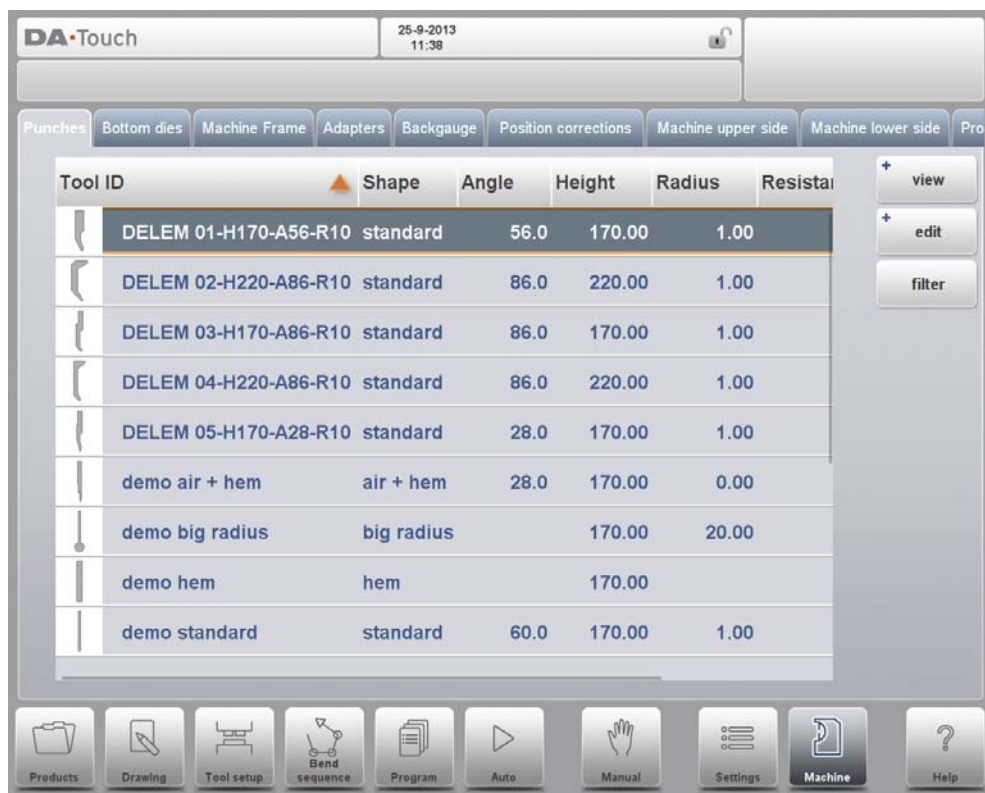 DA·Touch
25-9-2013
11:38
Punches Bottom dies Machine Frame Adapters Backgauge Position corrections Machine upper side Machine lower side Pro
Tool ID Shape Angle Height Radius Resistan
DELEM 01-H170-A56-R10 standard 56.0 170.00 1.00
DELEM 02-H220-A86-R10 standard 86.0 220.00 1.00
DELEM 03-H170-A86-R10 standard 86.0 170.00 1.00
DELEM 04-H220-A86-R10 standard 86.0 220.00 1.00
DELEM 05-H170-A28-R10 standard 28.0 170.00 1.00
demo air + hem air + hem 28.0 170.00 0.00
demo big radius big radius 170.00 20.00
demo hem hem 170.00
demo standard standard 60.0 170.00 1.00
+ view
+ edit
filter
Products Drawing Tool setup Bend sequence Program Auto Manual Settings Machine Help